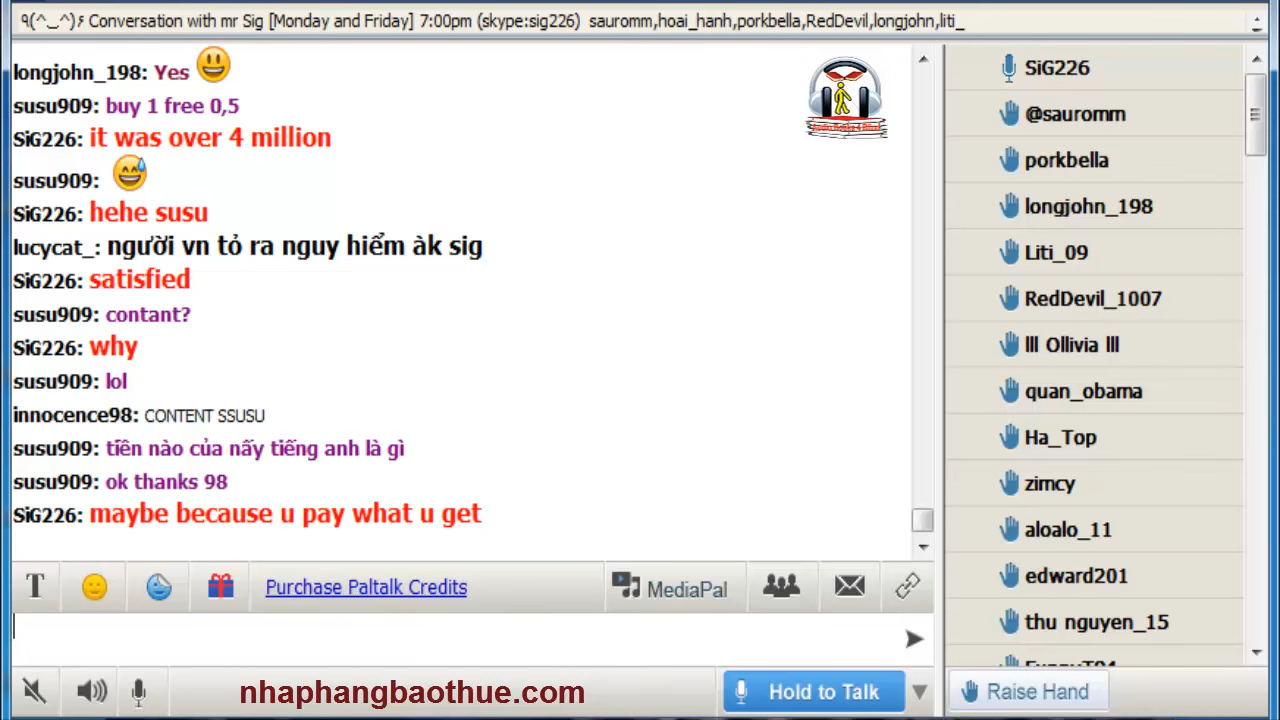 ٩(^‿^)۶ Conversation with mr Sig [Monday and Friday] 7:00pm (skype:sig226) sauromm,hoai_hanh,porkbella,RedDevil,longjohn,liti_
longjohn_198: Yes
susu909: buy 1 free 0,5
SiG226: it was over 4 million
susu909:
SiG226: hehe susu
lucycat_: người vn tỏ ra nguy hiểm àk sig
SiG226: satisfied
susu909: contant?
SiG226: why
susu909: lol
innocence98: CONTENT SSUSU
susu909: tiền nào của nấy tiếng anh là gì
susu909: ok thanks 98
SiG226: maybe because u pay what u get
T
Purchase Paltalk Credits
MediaPal
nhaphangbaothue.com
Hold to Talk
SiG226
@sauromm
porkbella
longjohn_198
Liti_09
RedDevil_1007
lll Ollivia lll
quan_obama
Ha_Top
zimcy
aloalo_11
edward201
thu nguyen_15
Raise Hand